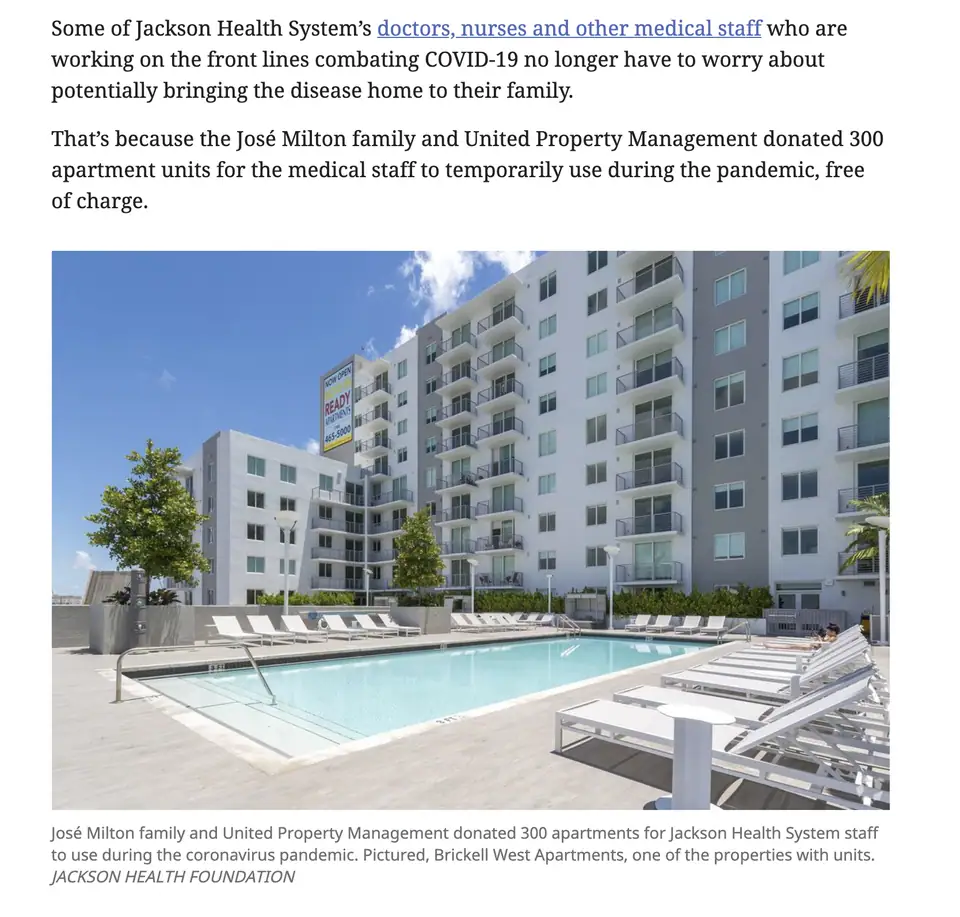 Some of Jackson Health System’s doctors, nurses and other medical staff who are
working on the front lines combating COVID-19 no longer have to worry about
potentially bringing the disease home to their family.
That’s because the José Milton family and United Property Management donated 300
apartment units for the medical staff to temporarily use during the pandemic, free
of charge.
NOW OPEN
READY
APARTMENTS
465-5000
José Milton family and United Property Management donated 300 apartments for Jackson Health System staff
to use during the coronavirus pandemic. Pictured, Brickell West Apartments, one of the properties with units.
JACKSON HEALTH FOUNDATION